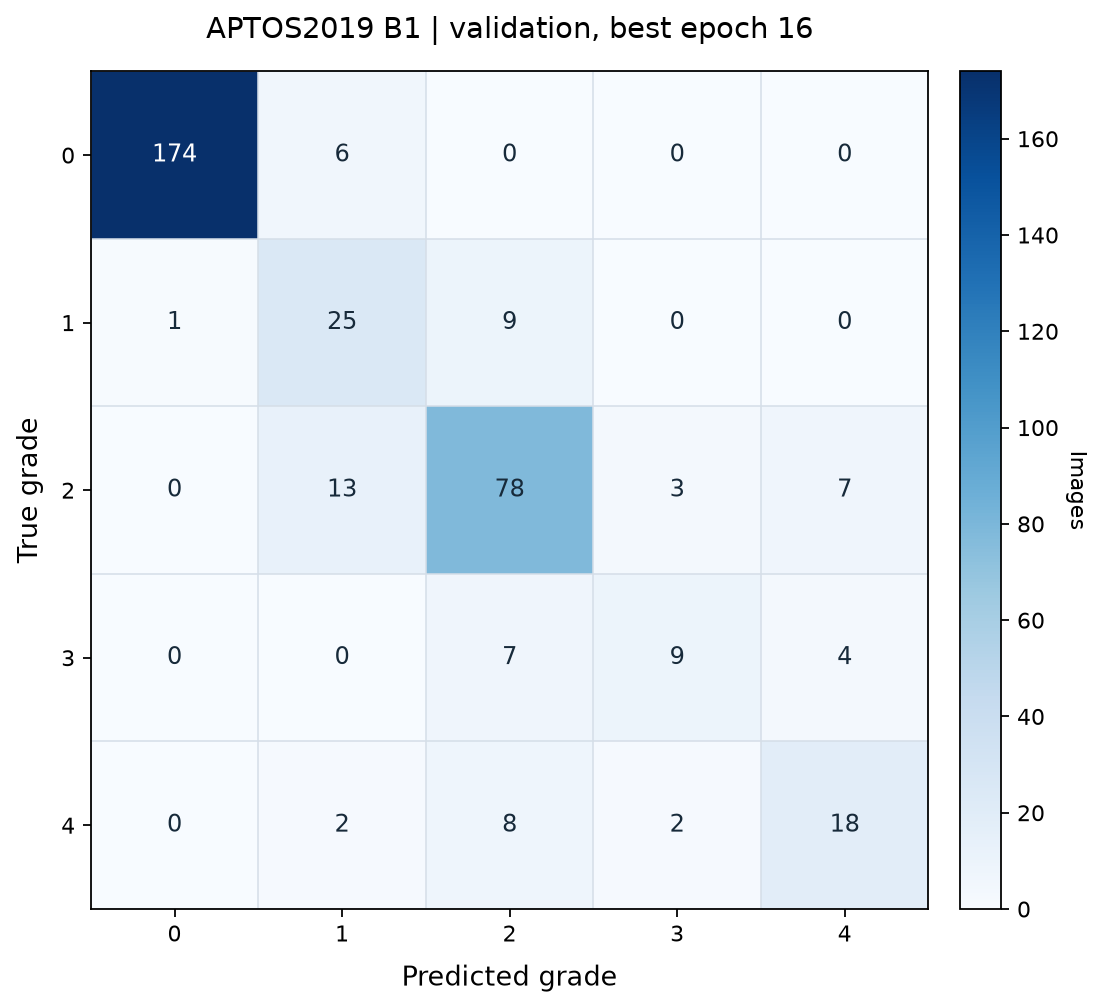 APTOS2019 B1 | validation, best epoch 16
0 174 6 0 0 0
1 1 25 9 0 0
2 0 13 78 3 7
3 0 0 7 9 4
4 0 2 8 2 18
0 1 2 3 4
Predicted grade
True grade
160
140
120
100
80
60
40
20
0
Images